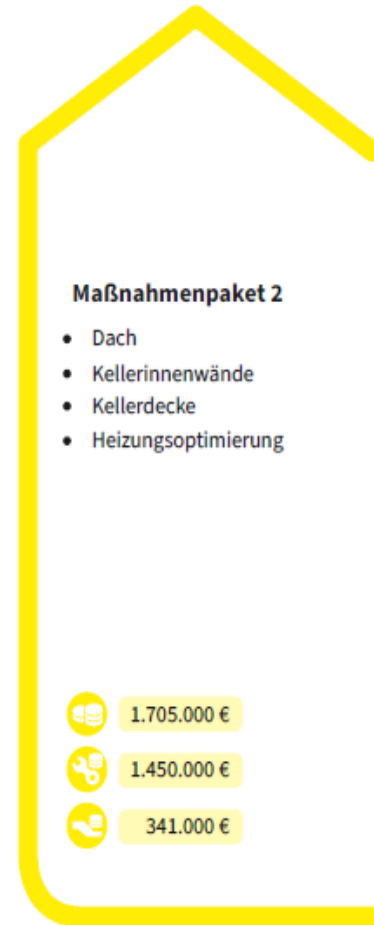 Maßnahmenpaket 2
• Dach
• Kellerinnenwände
• Kellerdecke
• Heizungsoptimierung
1.705.000 €
1.450.000 €
341.000 €